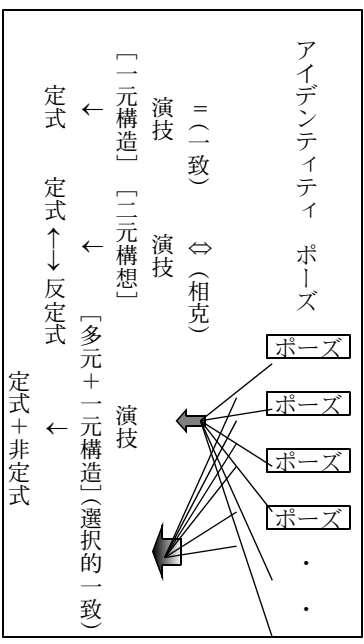 アイデンティティ ポーズ
ポーズ
ポーズ
ポーズ
ポーズ
・
・
＝（一致）
⇔（相克）
演技
演技
演技
［一元構造］
［二元構想］
［多元＋一元構造］（選択的一致）
←
←
←
定式
定式↑↓反定式
定式＋非定式